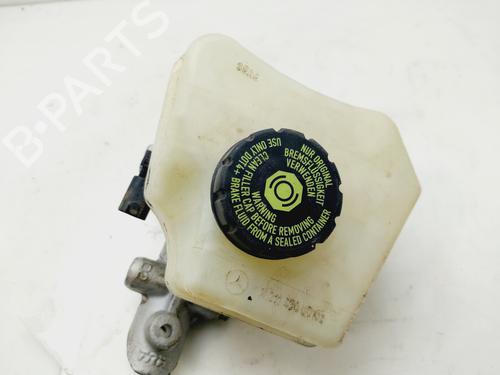 B-PARTS
NUR ORIGINAL
BREMSFLÜSSIGKEIT
VERWENDEN
WARNING
CLEAN FILLER CAP BEFORE REMOVING
USE ONLY DOT4+ BRAKE FLUID FROM A SEALED CONTAINER